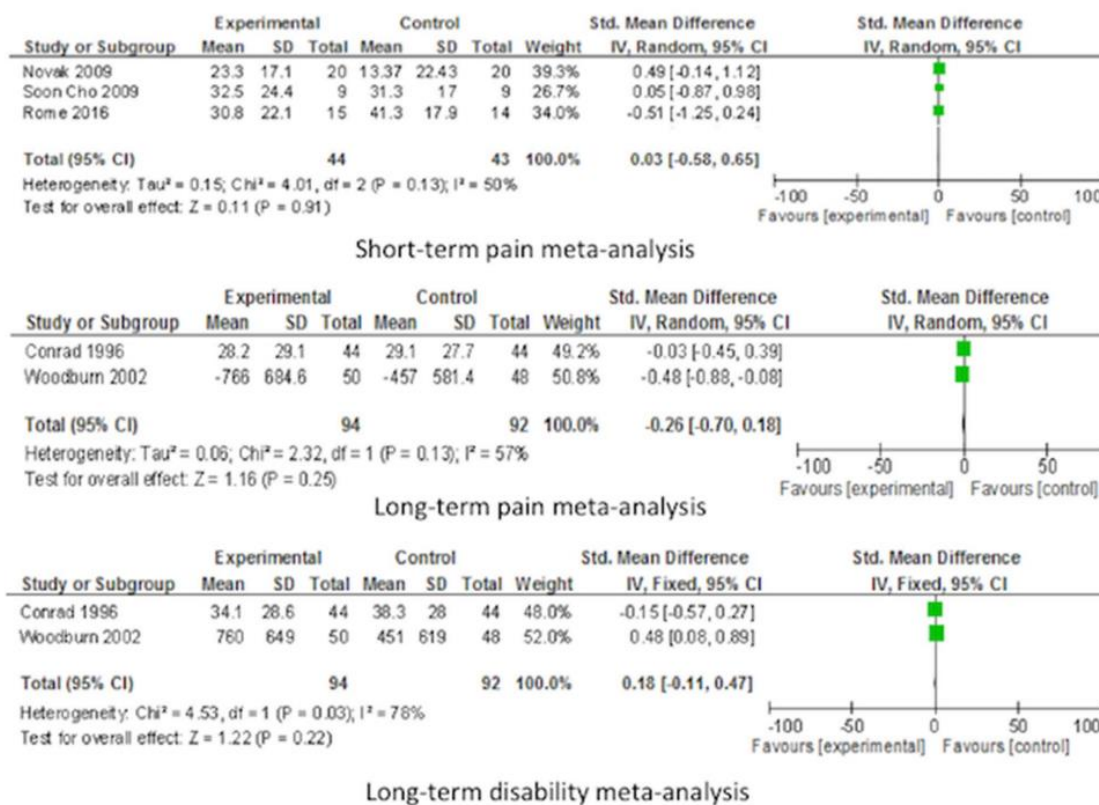 Experimental Control Std. Mean Difference Std. Mean Difference
Study or Subgroup Mean SD Total Mean SD Total Weight IV, Random, 95% CI IV, Random, 95% CI
Novak 2009 23.3 17.1 20 13.37 22.43 20 39.3% 0.49 [-0.14, 1.12]
Soon Cho 2009 32.5 24.4 9 31.3 17 9 26.7% 0.05 [-0.87, 0.98]
Rome 2016 30.8 22.1 15 41.3 17.9 14 34.0% -0.51 [-1.25, 0.24]
Total (95% CI) 44 43 100.0% 0.03 [-0.58, 0.65]
Heterogeneity: Tau² = 0.15; Chi² = 4.01, df = 2 (P = 0.13); I² = 50%
Test for overall effect: Z = 0.11 (P = 0.91)
-100 -50 0 50 100
Favours [experimental] Favours [control]
Short-term pain meta-analysis
Experimental Control Std. Mean Difference Std. Mean Difference
Study or Subgroup Mean SD Total Mean SD Total Weight IV, Random, 95% CI IV, Random, 95% CI
Conrad 1996 28.2 29.1 44 29.1 27.7 44 49.2% -0.03 [-0.45, 0.39]
Woodburn 2002 -766 684.6 50 -457 581.4 48 50.8% -0.48 [-0.88, -0.08]
Total (95% CI) 94 92 100.0% -0.26 [-0.70, 0.18]
Heterogeneity: Tau² = 0.06; Chi² = 2.32, df = 1 (P = 0.13); I² = 57%
Test for overall effect: Z = 1.16 (P = 0.25)
-100 -50 0 50 100
Favours [experimental] Favours [control]
Long-term pain meta-analysis
Experimental Control Std. Mean Difference Std. Mean Difference
Study or Subgroup Mean SD Total Mean SD Total Weight IV, Fixed, 95% CI IV, Fixed, 95% CI
Conrad 1996 34.1 28.6 44 38.3 28 44 48.0% -0.15 [-0.57, 0.27]
Woodburn 2002 760 649 50 451 619 48 52.0% 0.48 [0.08, 0.89]
Total (95% CI) 94 92 100.0% 0.18 [-0.11, 0.47]
Heterogeneity: Chi² = 4.53, df = 1 (P = 0.03); I² = 78%
Test for overall effect: Z = 1.22 (P = 0.22)
-100 -50 0 50 100
Favours [experimental] Favours [control]
Long-term disability meta-analysis